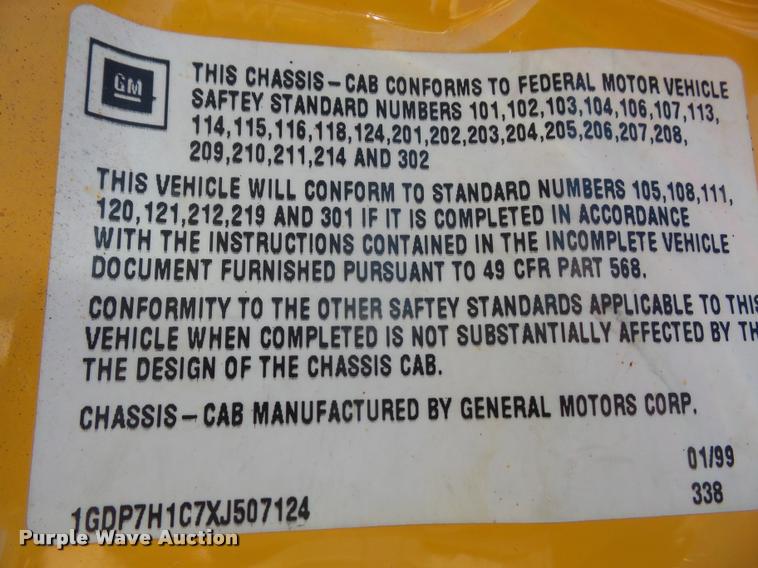 GM
THIS CHASSIS-CAB CONFORMS TO FEDERAL MOTOR VEHICLE
SAFTEY STANDARD NUMBERS 101,102,103,104,106,107,113,
114,115,116,118,124,201,202,203,204,205,206,207,208,
209,210,211,214 AND 302
THIS VEHICLE WILL CONFORM TO STANDARD NUMBERS 105,108,111,
120,121,212,219 AND 301 IF IT IS COMPLETED IN ACCORDANCE
WITH THE INSTRUCTIONS CONTAINED IN THE INCOMPLETE VEHICLE
DOCUMENT FURNISHED PURSUANT TO 49 CFR PART 568.
CONFORMITY TO THE OTHER SAFTEY STANDARDS APPLICABLE TO THIS
VEHICLE WHEN COMPLETED IS NOT SUBSTANTIALLY AFFECTED BY TH
THE DESIGN OF THE CHASSIS CAB.
CHASSIS-CAB MANUFACTURED BY GENERAL MOTORS CORP.
01/99
338
1GDP7H1C7XJ507124
Purple Wave Auction